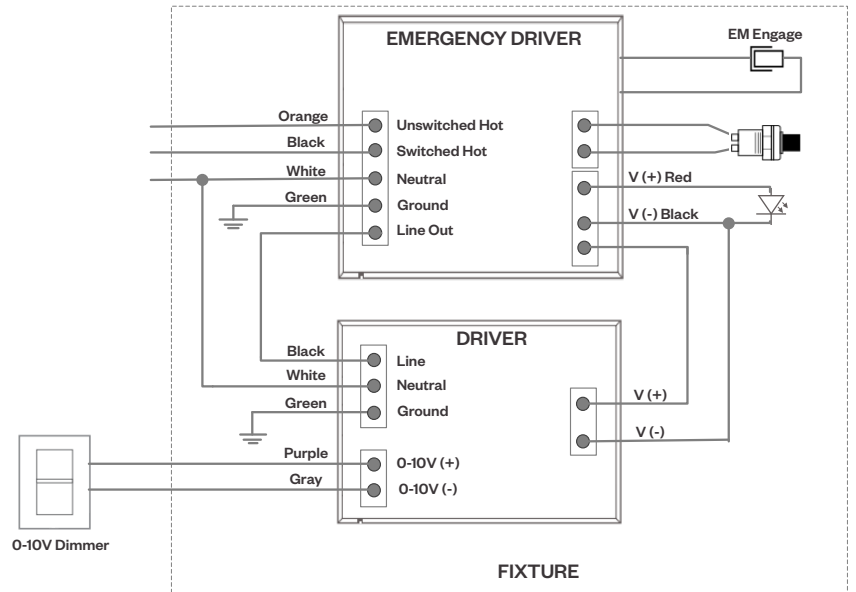 EMERGENCY DRIVER
EM Engage
Orange
Unswitched Hot
Black
Switched Hot
White
Neutral
Green
Ground
Line Out
V (+) Red
V (-) Black
DRIVER
Black
Line
White
Neutral
Green
Ground
V (+)
V (-)
Purple
0-10V (+)
Gray
0-10V (-)
0-10V Dimmer
FIXTURE